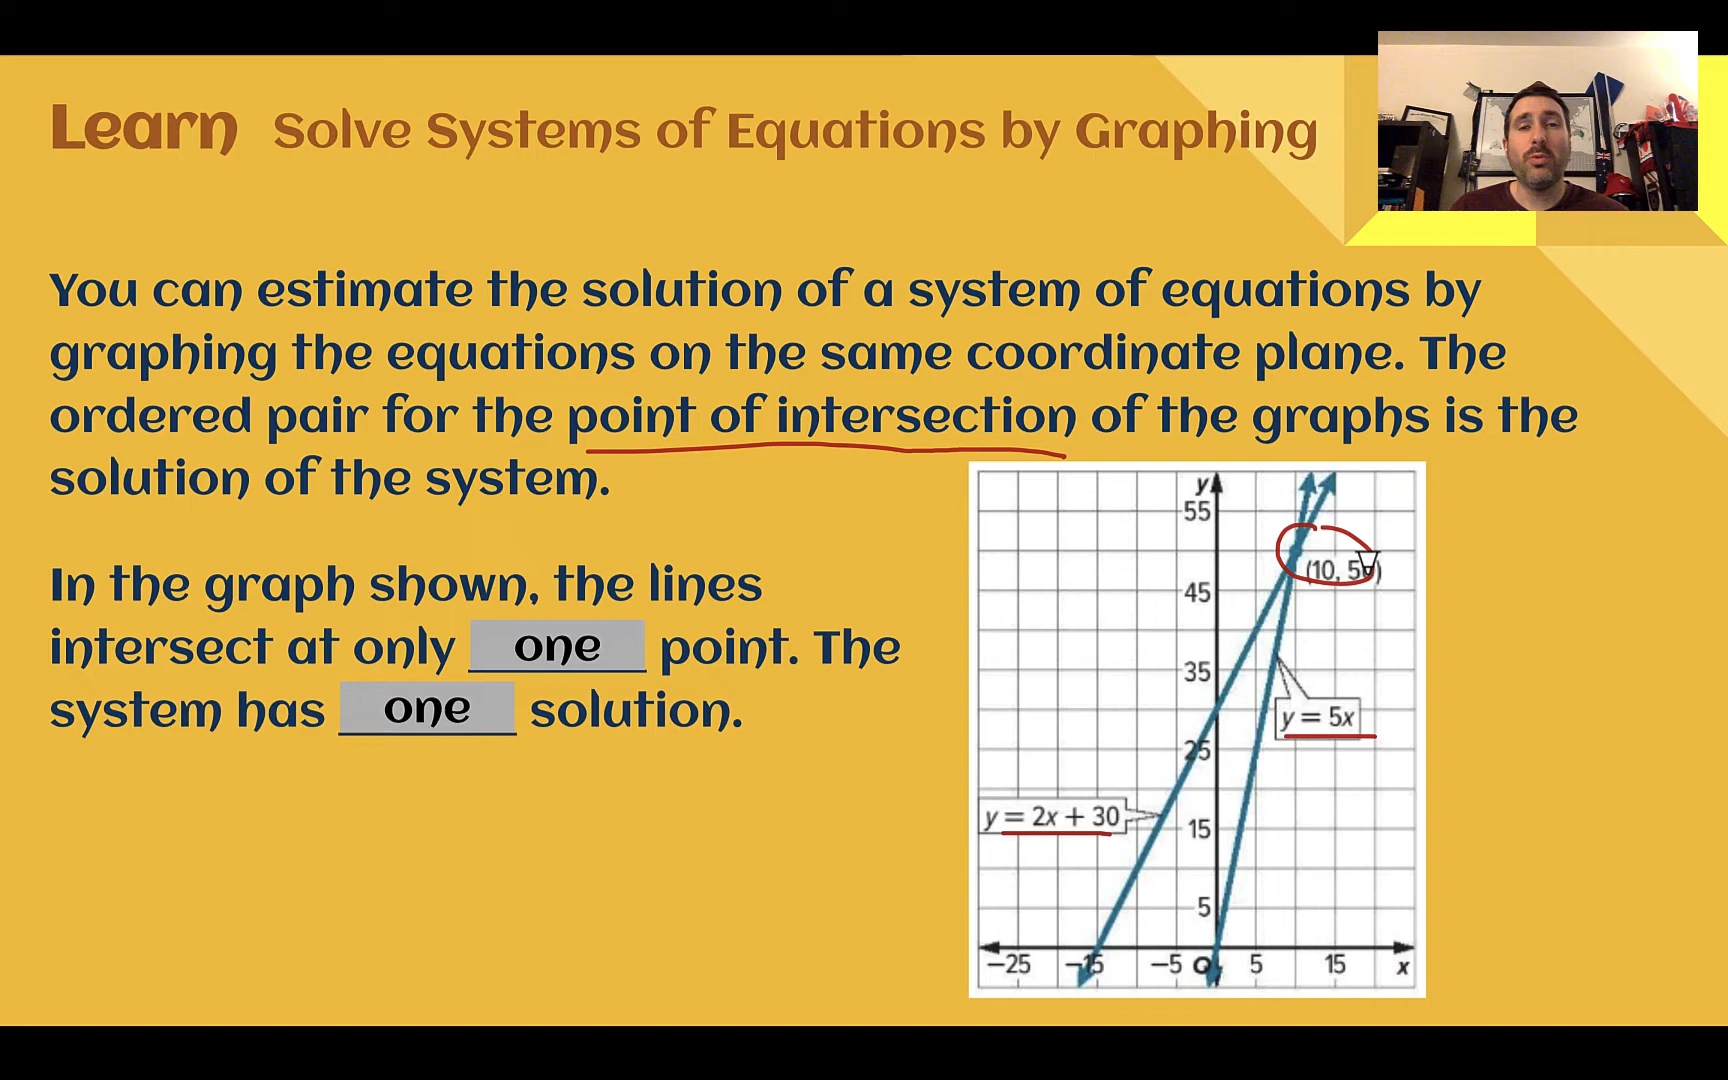 Learn Solve Systems of Equations by Graphing
You can estimate the solution of a system of equations by
graphing the equations on the same coordinate plane. The
ordered pair for the point of intersection of the graphs is the
solution of the system.
In the graph shown, the lines
intersect at only one point. The
system has one solution.
y
55
(10, 50)
45
35
y = 5x
25
y = 2x + 30
15
5
−25 −15 −5 O 5 15 x